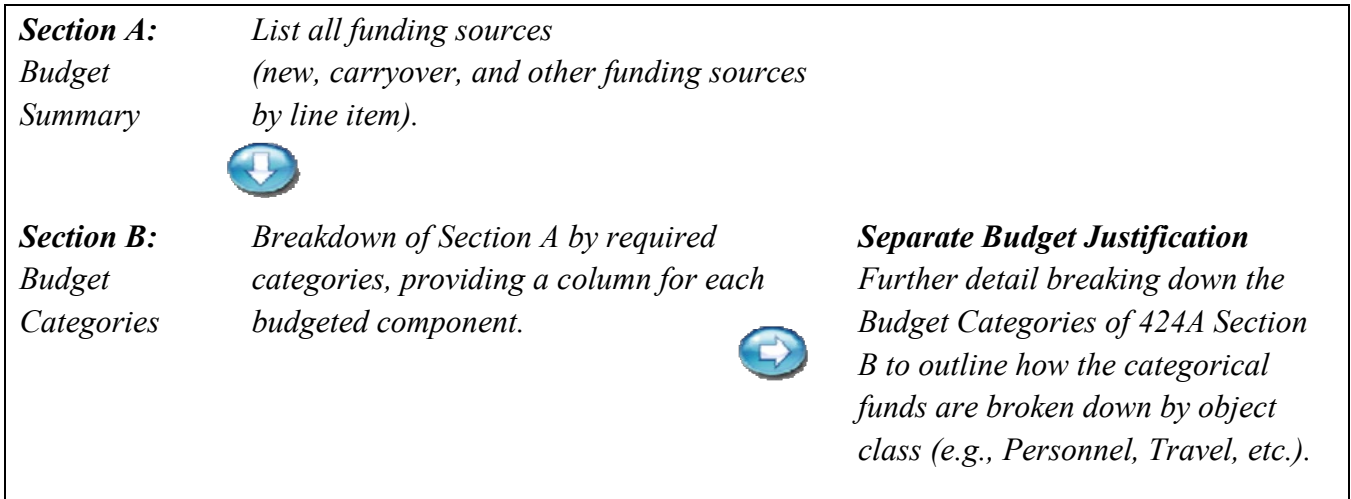 Section A:
Budget
Summary
List all funding sources
(new, carryover, and other funding sources
by line item).
Section B:
Budget
Categories
Breakdown of Section A by required
categories, providing a column for each
budgeted component.
Separate Budget Justification
Further detail breaking down the
Budget Categories of 424A Section
B to outline how the categorical
funds are broken down by object
class (e.g., Personnel, Travel, etc.).